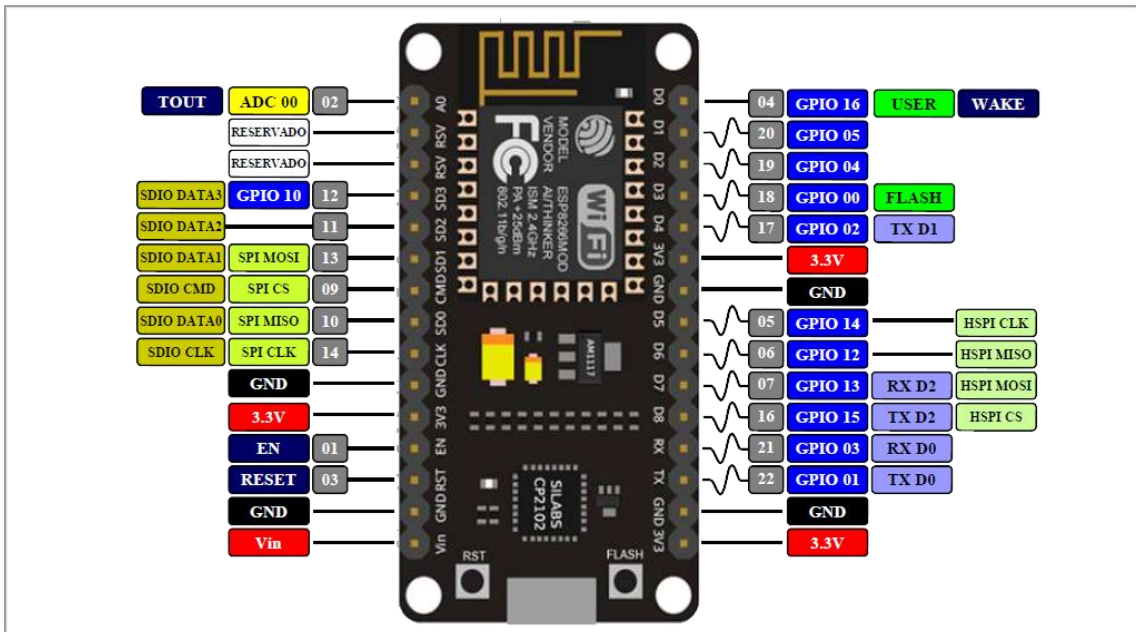 TOUT ADC 00 02 A0 D0 04 GPIO 16 USER WAKE
RESERVADO RSV D1 20 GPIO 05
RESERVADO RSV D2 19 GPIO 04
SDIO DATA3 GPIO 10 12 SD3 D3 18 GPIO 00 FLASH
SDIO DATA2 11 SD2 D4 17 GPIO 02 TX D1
SDIO DATA1 SPI MOSI 13 SD1 3V3 3.3V
SDIO CMD SPI CS 09 CMD GND GND
SDIO DATA0 SPI MISO 10 SD0 D5 05 GPIO 14 HSPI CLK
SDIO CLK SPI CLK 14 CLK D6 06 GPIO 12 HSPI MISO
GND GND D7 07 GPIO 13 RX D2 HSPI MOSI
3.3V 3V3 D8 16 GPIO 15 TX D2 HSPI CS
EN 01 EN RX 21 GPIO 03 RX D0
RESET 03 RST TX 22 GPIO 01 TX D0
GND GND GND GND
Vin Vin 3V3 3.3V
MODEL ESP8266MOD
VENDOR AI/THINKER
ISM 2.4GHz
PA +25dBm
802.11b/g/n
FC
Wi Fi
AM1117
SILABS
CP2102
RST
FLASH